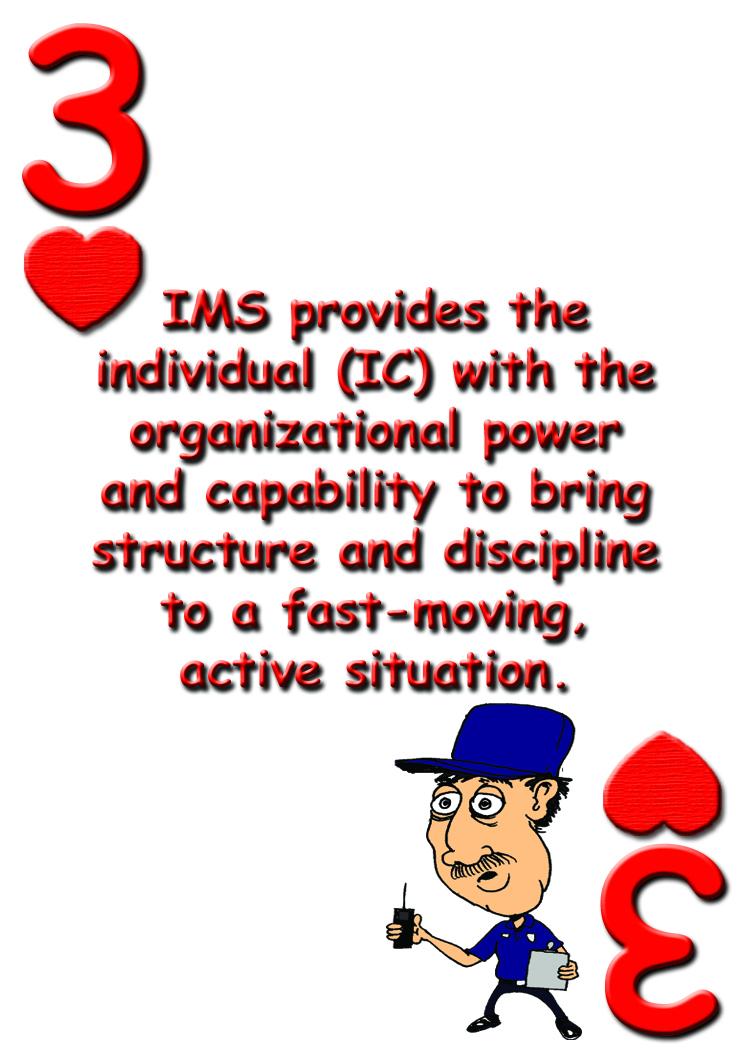 3
IMS provides the
individual (IC) with the
organizational power
and capability to bring
structure and discipline
to a fast-moving,
active situation.
3